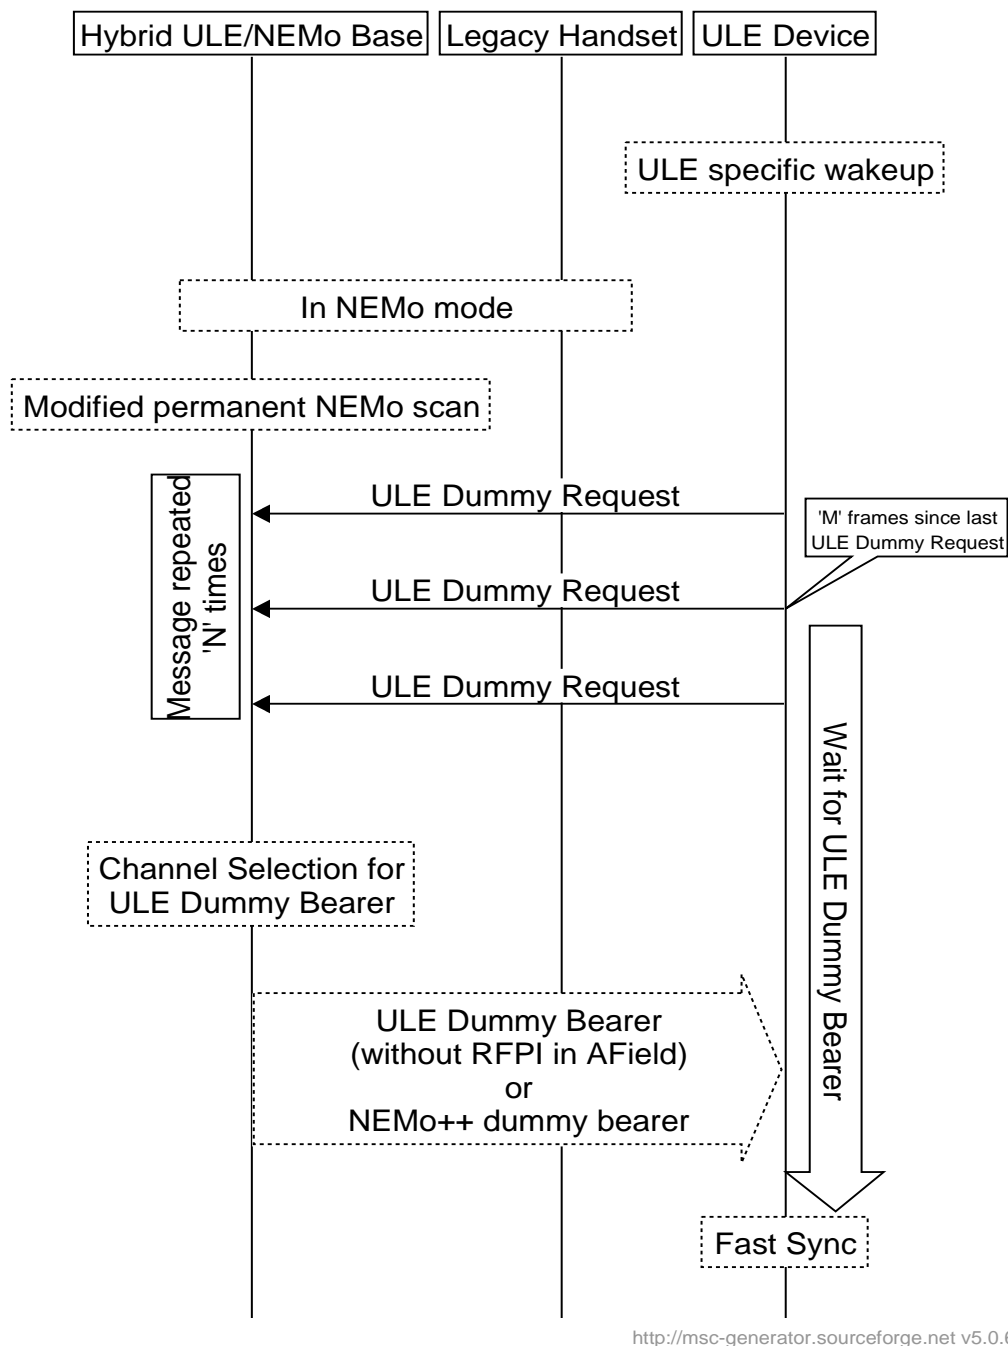 Hybrid ULE/NEMo Base
Legacy Handset
ULE Device
ULE specific wakeup
In NEMo mode
Modified permanent NEMo scan
Message repeated
'N' times
ULE Dummy Request
'M' frames since last
ULE Dummy Request
ULE Dummy Request
ULE Dummy Request
Wait for ULE Dummy Bearer
Channel Selection for
ULE Dummy Bearer
ULE Dummy Bearer
(without RFPI in AField)
or
NEMo++ dummy bearer
Fast Sync
http://msc-generator.sourceforge.net v5.0.6